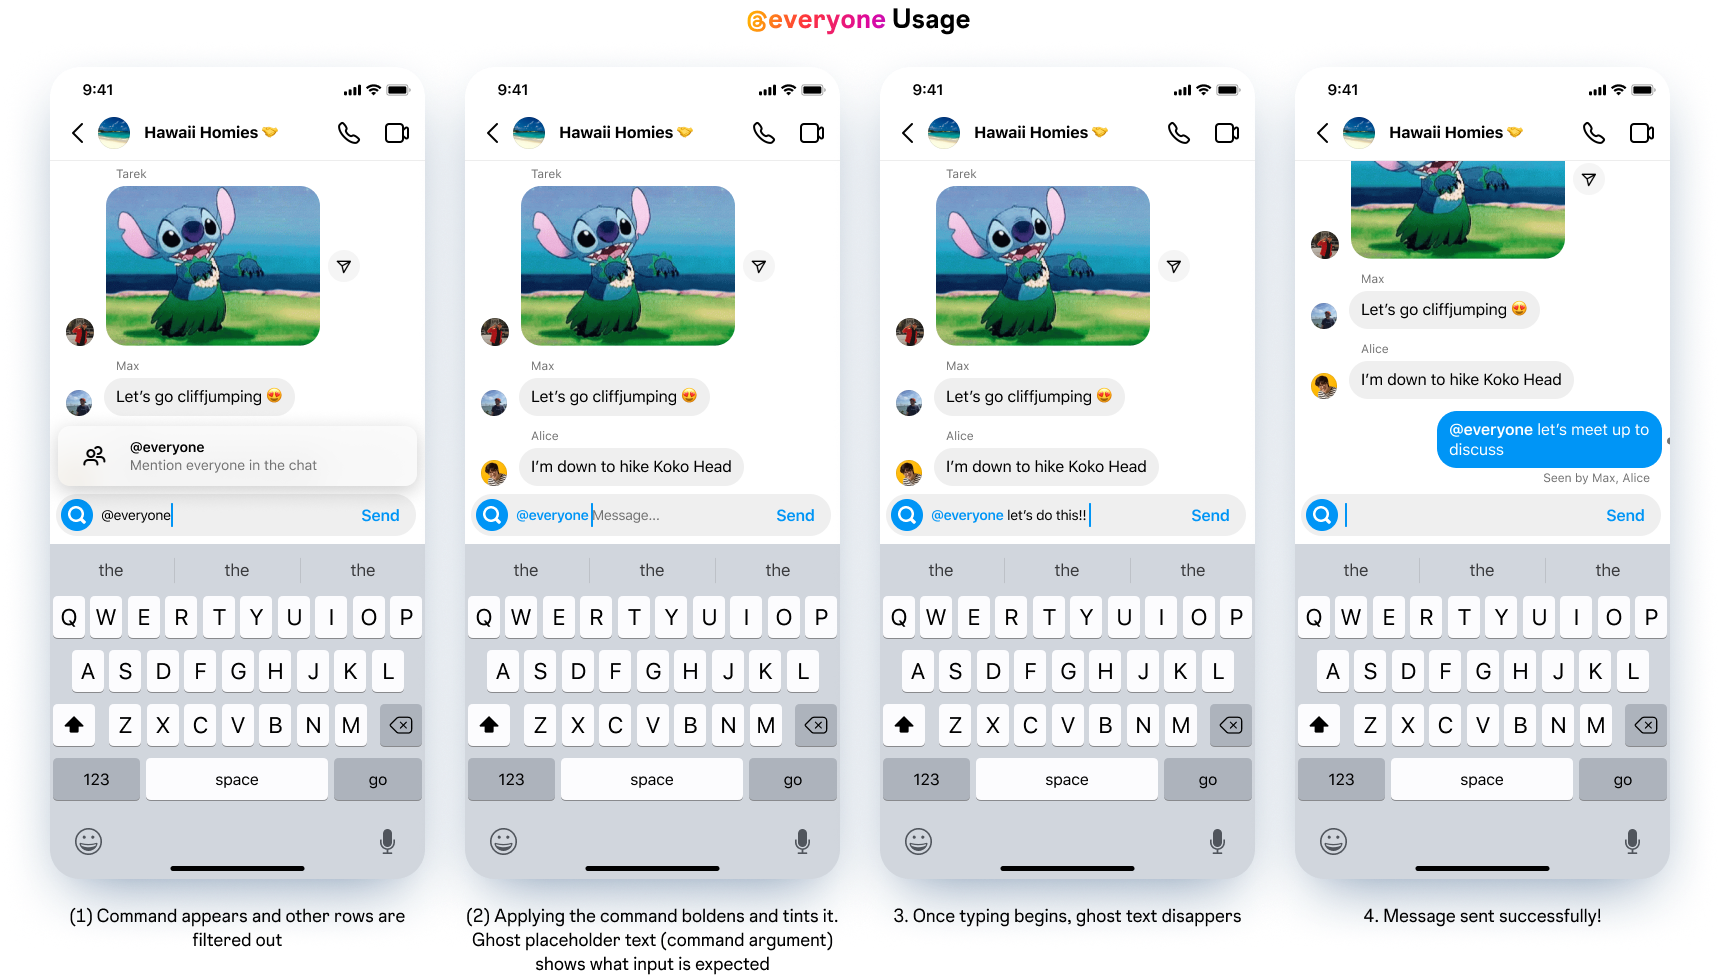 @everyone Usage
9:41
Hawaii Homies
Tarek
Max
Let's go cliffjumping 😍
@everyone
Mention everyone in the chat
@everyone
Send
the the the
Q W E R T Y U I O P
A S D F G H J K L
Z X C V B N M
123 space go
(1) Command appears and other rows are
filtered out
9:41
Hawaii Homies
Tarek
Max
Let's go cliffjumping 😍
Alice
I'm down to hike Koko Head
@everyone Message...
Send
the the the
Q W E R T Y U I O P
A S D F G H J K L
Z X C V B N M
123 space go
(2) Applying the command boldens and tints it.
Ghost placeholder text (command argument)
shows what input is expected
9:41
Hawaii Homies
Tarek
Max
Let's go cliffjumping 😍
Alice
I'm down to hike Koko Head
@everyone let's do this!!
Send
the the the
Q W E R T Y U I O P
A S D F G H J K L
Z X C V B N M
123 space go
3. Once typing begins, ghost text disappers
9:41
Hawaii Homies
Max
Let's go cliffjumping 😍
Alice
I'm down to hike Koko Head
@everyone let's meet up to
discuss
Seen by Max, Alice
Send
the the the
Q W E R T Y U I O P
A S D F G H J K L
Z X C V B N M
123 space go
4. Message sent successfully!